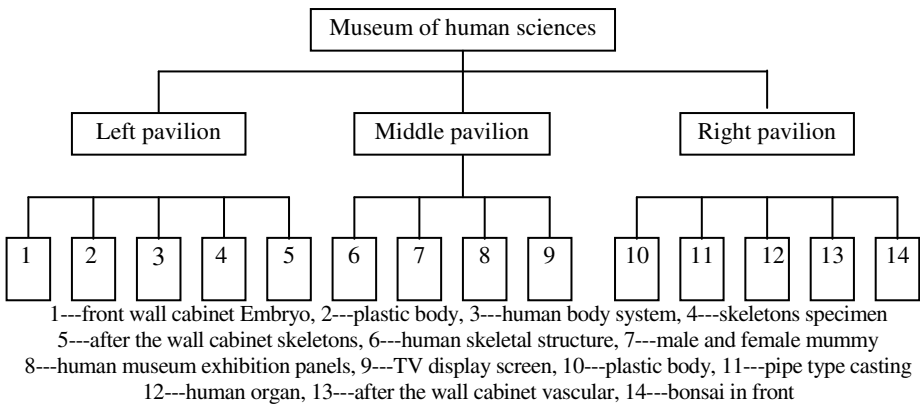 Museum of human sciences
Left pavilion
Middle pavilion
Right pavilion
1
2
3
4
5
6
7
8
9
10
11
12
13
14
1---front wall cabinet Embryo, 2---plastic body, 3---human body system, 4---skeletons specimen
5---after the wall cabinet skeletons, 6---human skeletal structure, 7---male and female mummy
8---human museum exhibition panels, 9---TV display screen, 10---plastic body, 11---pipe type casting
12---human organ, 13---after the wall cabinet vascular, 14---bonsai in front